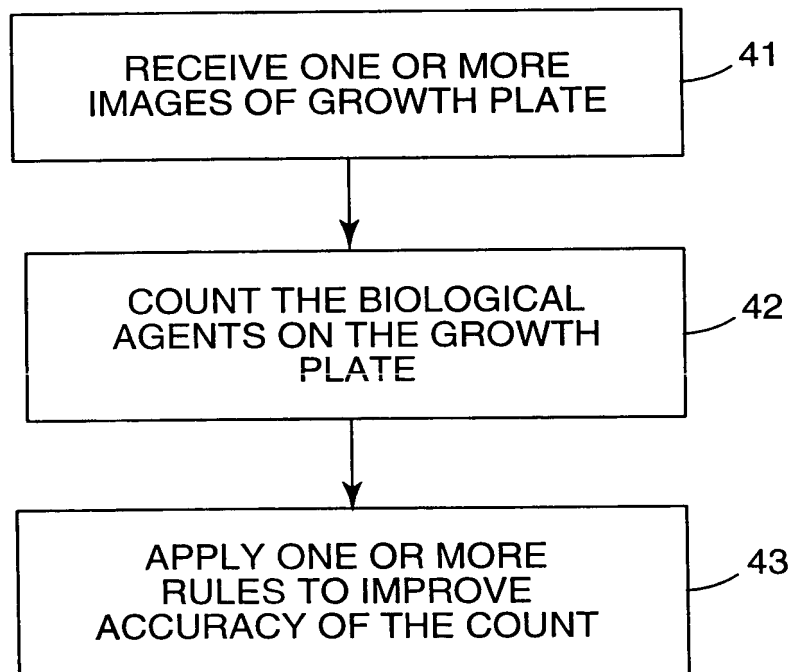 RECEIVE ONE OR MORE
IMAGES OF GROWTH PLATE
41
COUNT THE BIOLOGICAL
AGENTS ON THE GROWTH
PLATE
42
APPLY ONE OR MORE
RULES TO IMPROVE
ACCURACY OF THE COUNT
43